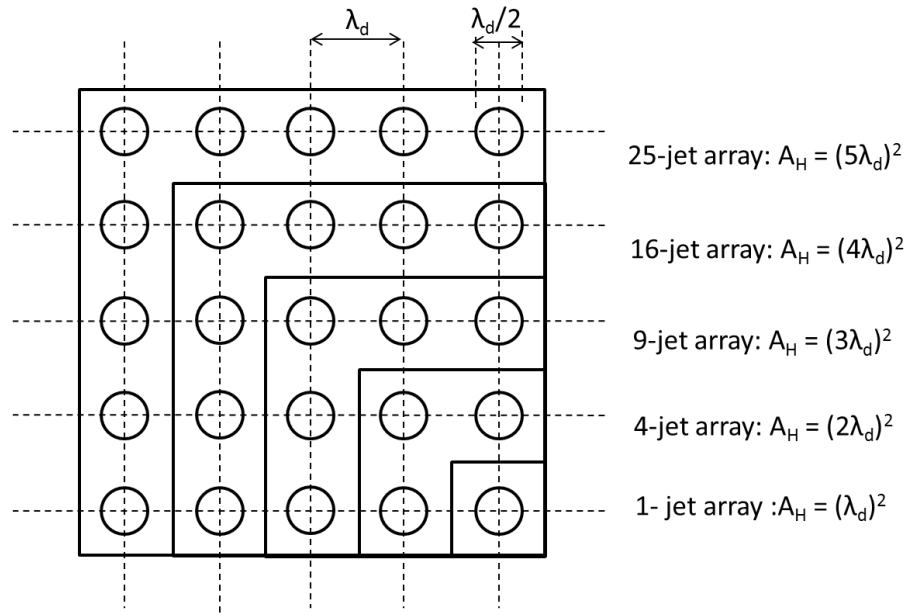 λd
λd/2
25-jet array: AH = (5λd)2
16-jet array: AH = (4λd)2
9-jet array: AH = (3λd)2
4-jet array: AH = (2λd)2
1- jet array :AH = (λd)2